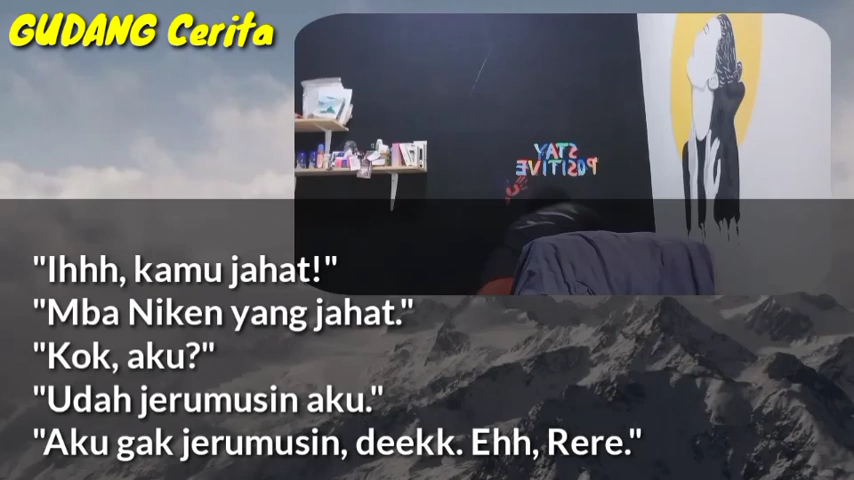 GUDANG Cerita
STAY
POSITIVE
"Ihhh, kamu jahat!"
"Mba Niken yang jahat."
"Kok, aku?"
"Udah jerumusin aku."
"Aku gak jerumusin, deekk. Ehh, Rere."